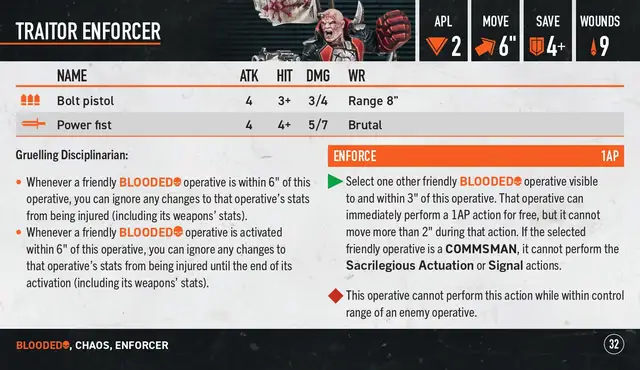 TRAITOR ENFORCER
APL MOVE SAVE WOUNDS
2 6" 4+ 9
NAME ATK HIT DMG WR
Bolt pistol 4 3+ 3/4 Range 8"
Power fist 4 4+ 5/7 Brutal
Gruelling Disciplinarian:
• Whenever a friendly BLOODED operative is within 6" of this
operative, you can ignore any changes to that operative's stats
from being injured (including its weapons' stats).
• Whenever a friendly BLOODED operative is activated
within 6" of this operative, you can ignore any changes to
that operative's stats from being injured until the end of its
activation (including its weapons' stats).
ENFORCE 1AP
Select one other friendly BLOODED operative visible
to and within 3" of this operative. That operative can
immediately perform a 1AP action for free, but it cannot
move more than 2" during that action. If the selected
friendly operative is a COMMSMAN, it cannot perform the
Sacrilegious Actuation or Signal actions.
This operative cannot perform this action while within control
range of an enemy operative.
BLOODED, CHAOS, ENFORCER
32